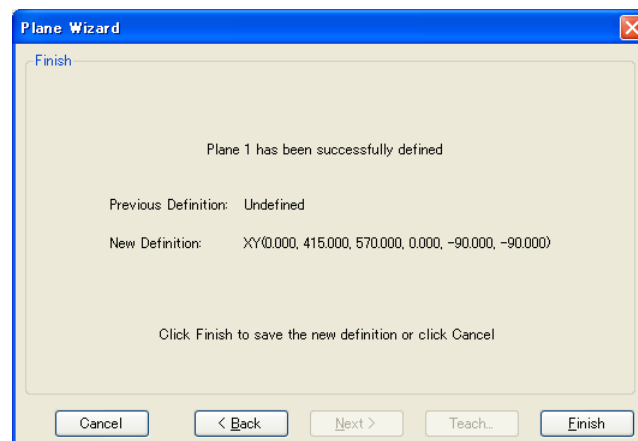 Plane Wizard
Finish
Plane 1 has been successfully defined
Previous Definition: Undefined
New Definition: XY(0.000, 415.000, 570.000, 0.000, -90.000, -90.000)
Click Finish to save the new definition or click Cancel
Cancel < Back Next > Teach... Finish